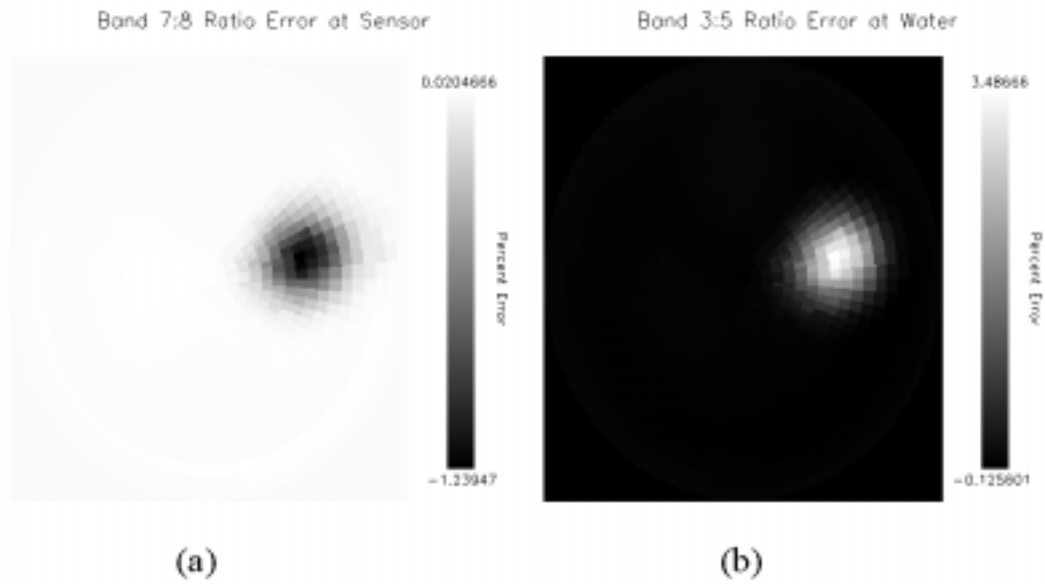 Band 7:8 Ratio Error at Sensor
0.0204666
Percent Error
-1.23947
(a)
Band 3:5 Ratio Error at Water
3.48666
Percent Error
-0.125601
(b)